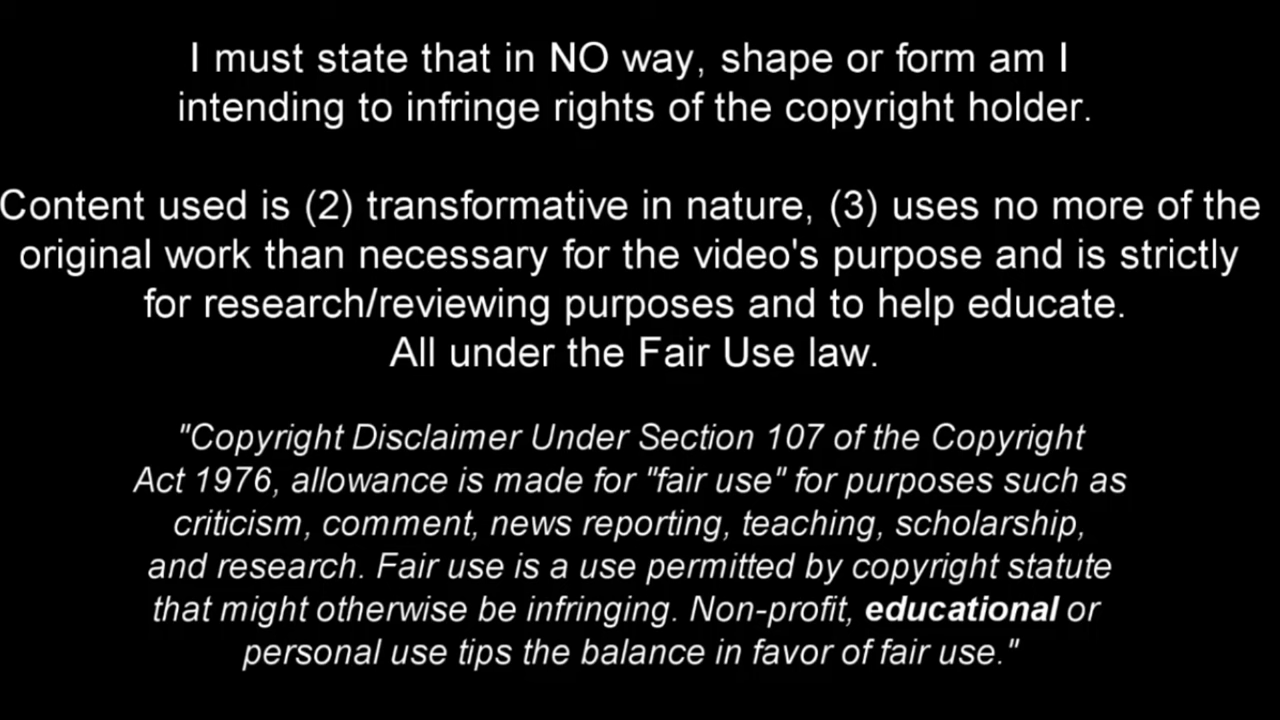 I must state that in NO way, shape or form am I
intending to infringe rights of the copyright holder.
Content used is (2) transformative in nature, (3) uses no more of the
original work than necessary for the video's purpose and is strictly
for research/reviewing purposes and to help educate.
All under the Fair Use law.
"Copyright Disclaimer Under Section 107 of the Copyright
Act 1976, allowance is made for "fair use" for purposes such as
criticism, comment, news reporting, teaching, scholarship,
and research. Fair use is a use permitted by copyright statute
that might otherwise be infringing. Non-profit, educational or
personal use tips the balance in favor of fair use."